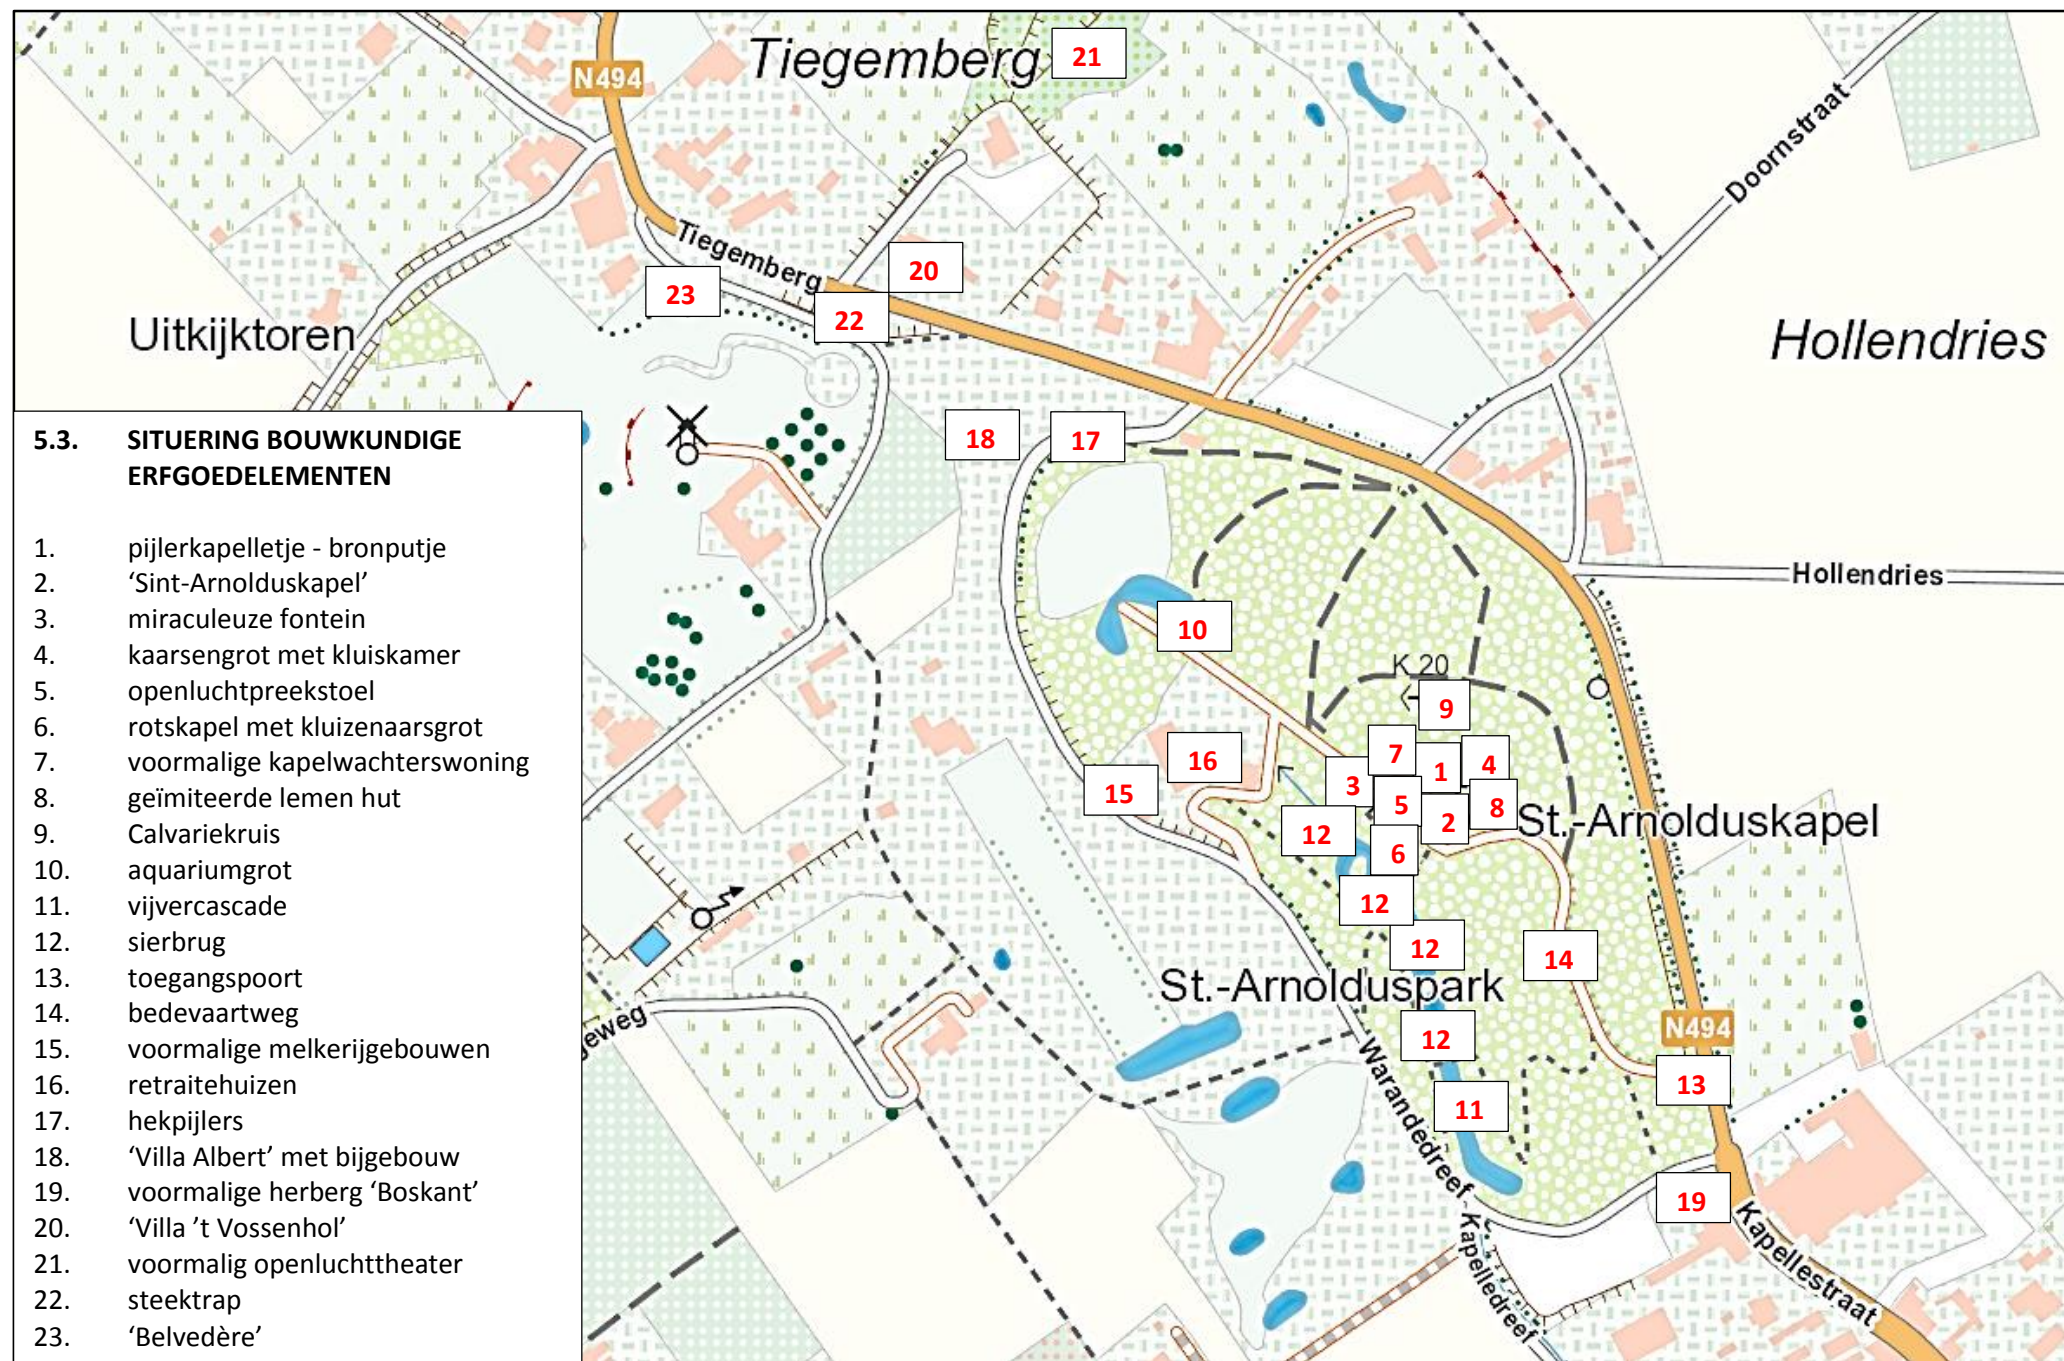 Tiegemberg
21
N494
Doornstraat
Tiegemberg
20
23
22
Uitkijktoren
Hollendries
18
17
Hollendries
10
K 20
9
7
1
4
16
3
5
8
15
12
2
St.-Arnolduskapel
6
12
12
14
St.-Arnolduspark
N494
eweg
12
Warandedreef
13
11
19
Kapelledreef
Kapellestraat
5.3. SITUERING BOUWKUNDIGE
ERFGOEDELEMENTEN
1. pijlerkapelletje - bronputje
2. ‘Sint-Arnolduskapel’
3. miraculeuze fontein
4. kaarsengrot met kluiskamer
5. openluchtpreekstoel
6. rotskapel met kluizenaarsgrot
7. voormalige kapelwachterswoning
8. geïmiteerde lemen hut
9. Calvariekruis
10. aquariumgrot
11. vijvercascade
12. sierbrug
13. toegangspoort
14. bedevaartweg
15. voormalige melkerijgebouwen
16. retraitehuizen
17. hekpijlers
18. ‘Villa Albert’ met bijgebouw
19. voormalige herberg ‘Boskant’
20. ‘Villa ’t Vossenhol’
21. voormalig openluchttheater
22. steektrap
23. ‘Belvedère’